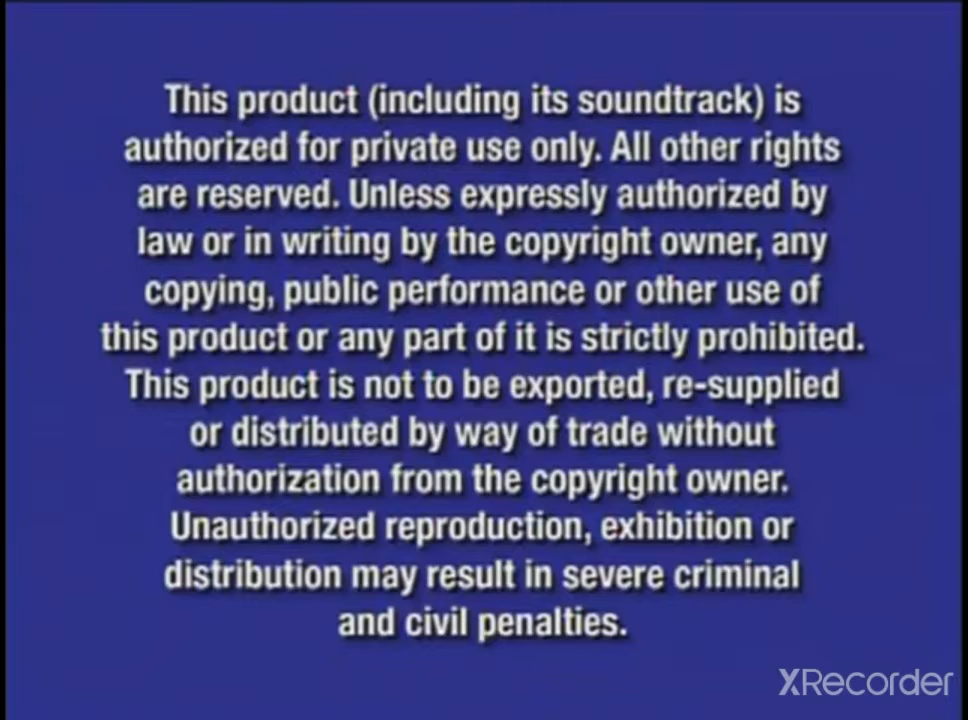 This product (including its soundtrack) is
authorized for private use only. All other rights
are reserved. Unless expressly authorized by
law or in writing by the copyright owner, any
copying, public performance or other use of
this product or any part of it is strictly prohibited.
This product is not to be exported, re-supplied
or distributed by way of trade without
authorization from the copyright owner.
Unauthorized reproduction, exhibition or
distribution may result in severe criminal
and civil penalties.
XRecorder